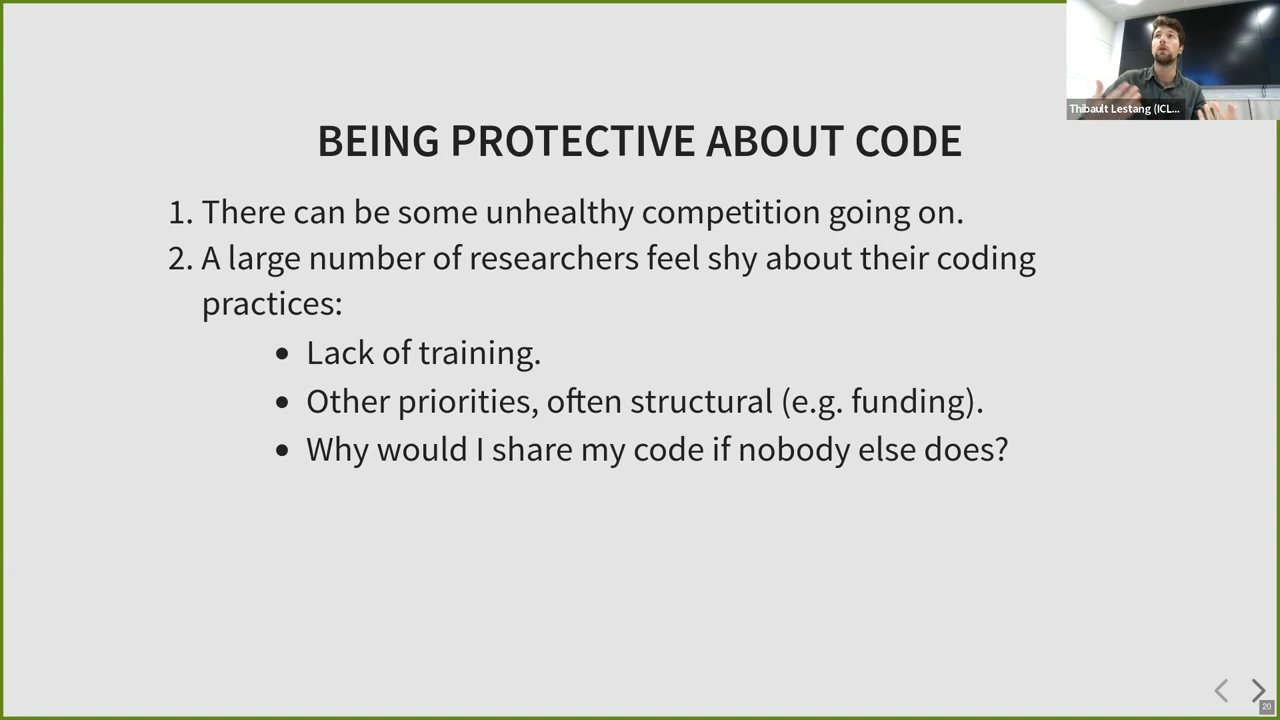 Thibault Lestang (ICL...
BEING PROTECTIVE ABOUT CODE
1. There can be some unhealthy competition going on.
2. A large number of researchers feel shy about their coding
practices:
• Lack of training.
• Other priorities, often structural (e.g. funding).
• Why would I share my code if nobody else does?
20